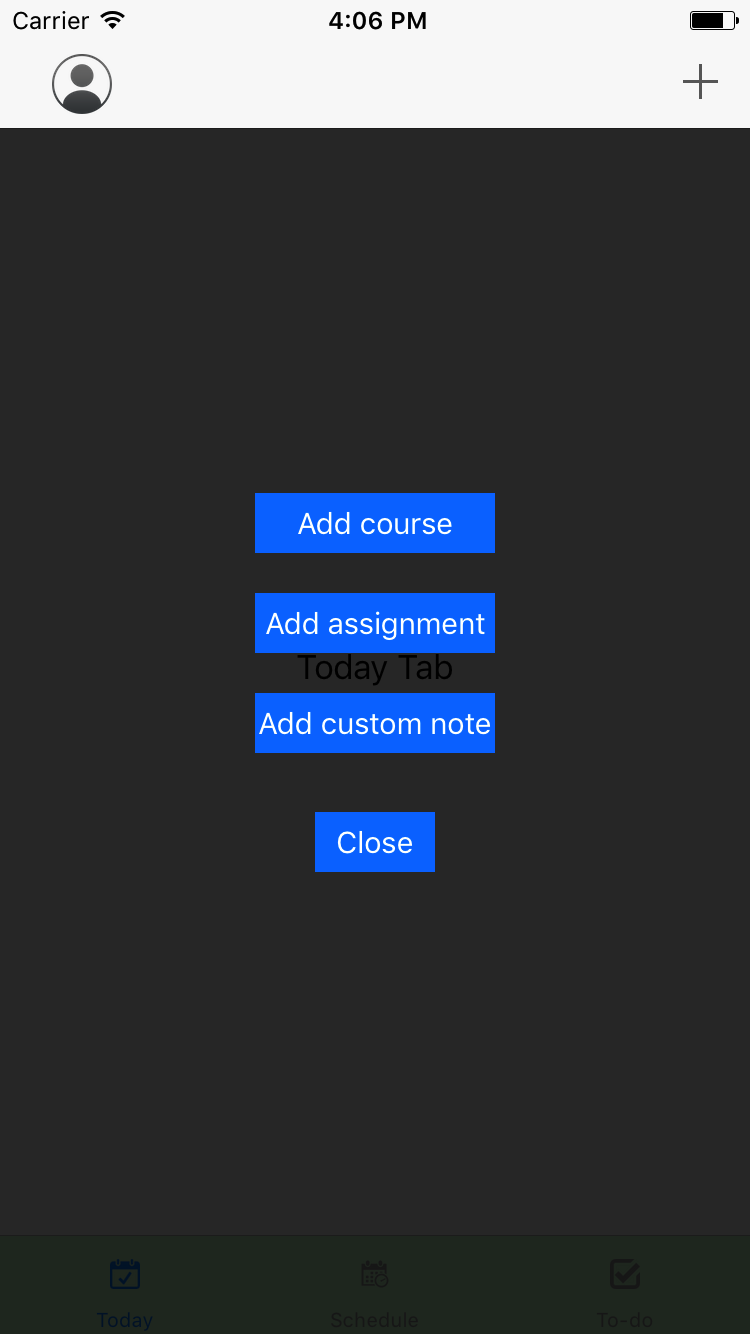 Carrier
4:06 PM
Add course
Add assignment
Today Tab
Add custom note
Close
Today
Schedule
To-do